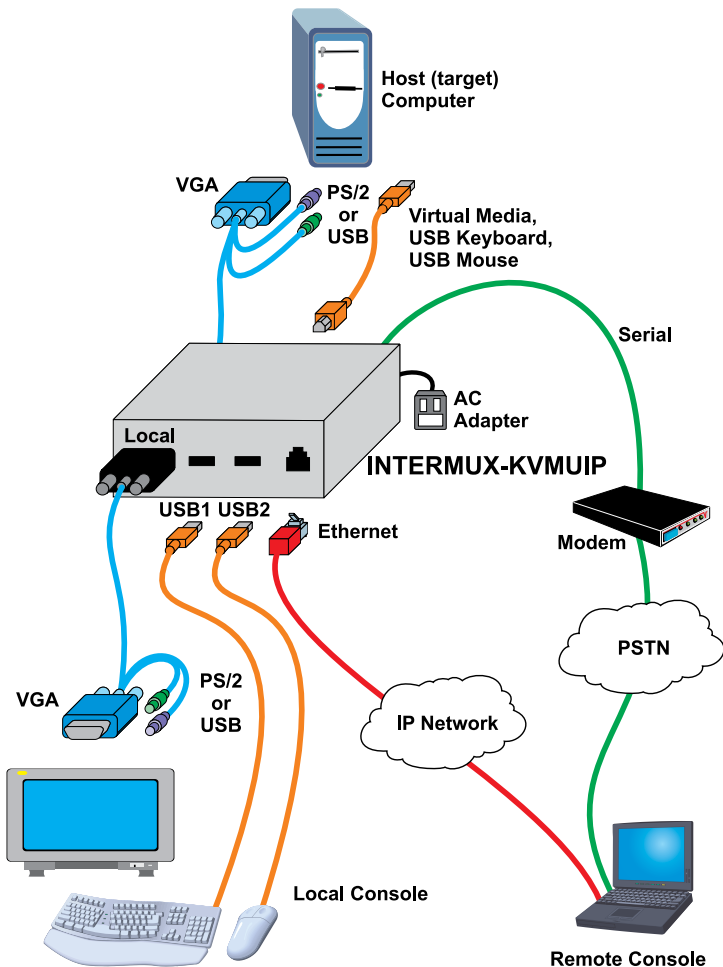 Host (target)
Computer
VGA
PS/2
or
USB
Virtual Media,
USB Keyboard,
USB Mouse
Serial
AC
Adapter
Local
INTERMUX-KVMUIP
USB1 USB2
Ethernet
Modem
PSTN
VGA
PS/2
or
USB
IP Network
Local Console
Remote Console